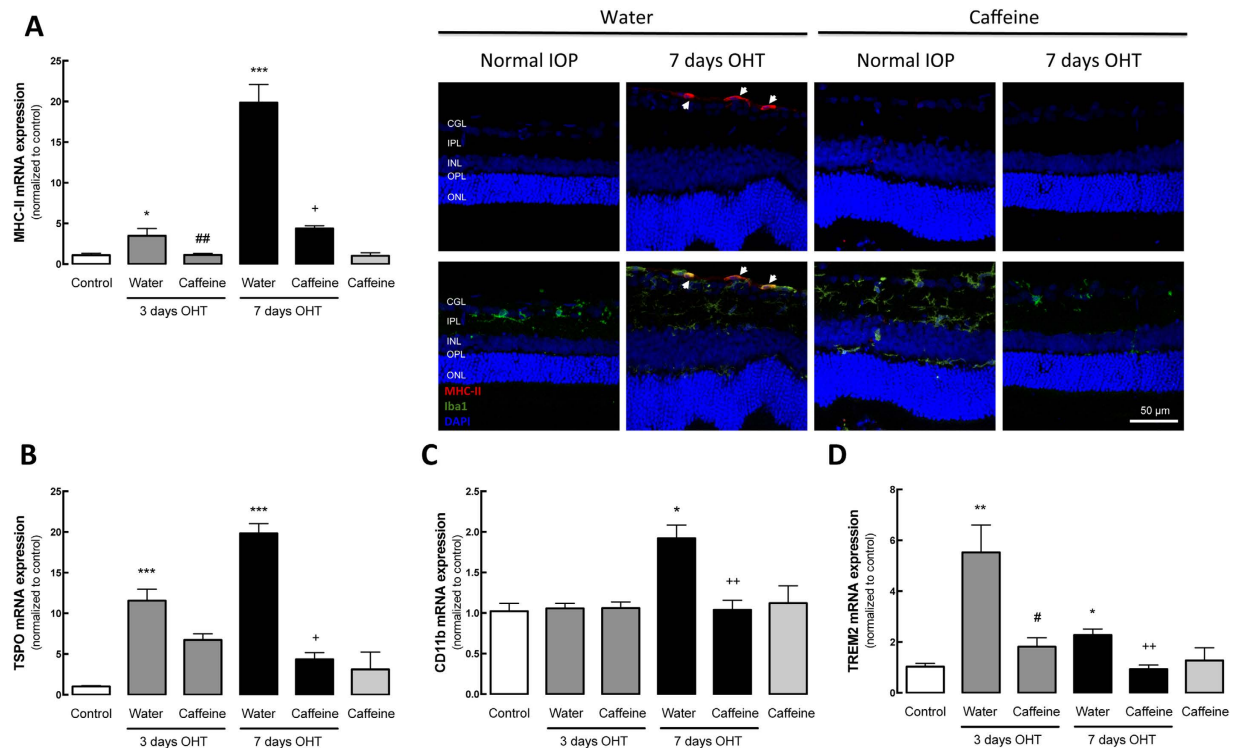 A
MHC-II mRNA expression
(normalized to control)
25
20
15
10
5
0
***
*
##
+
Control Water Caffeine Water Caffeine Caffeine
3 days OHT 7 days OHT
Water Caffeine
Normal IOP 7 days OHT Normal IOP 7 days OHT
CGL
IPL
INL
OPL
ONL
CGL
IPL
INL
OPL
ONL
MHC-II
Iba1
DAPI
50 µm
B
TSPO mRNA expression
(normalized to control)
25
20
15
10
5
0
***
***
+
Control Water Caffeine Water Caffeine Caffeine
3 days OHT 7 days OHT
C
CD11b mRNA expression
(normalized to control)
2.5
2.0
1.5
1.0
0.5
0.0
*
++
Control Water Caffeine Water Caffeine Caffeine
3 days OHT 7 days OHT
D
TREM2 mRNA expression
(normalized to control)
8
6
4
2
0
**
#
*
++
Control Water Caffeine Water Caffeine Caffeine
3 days OHT 7 days OHT